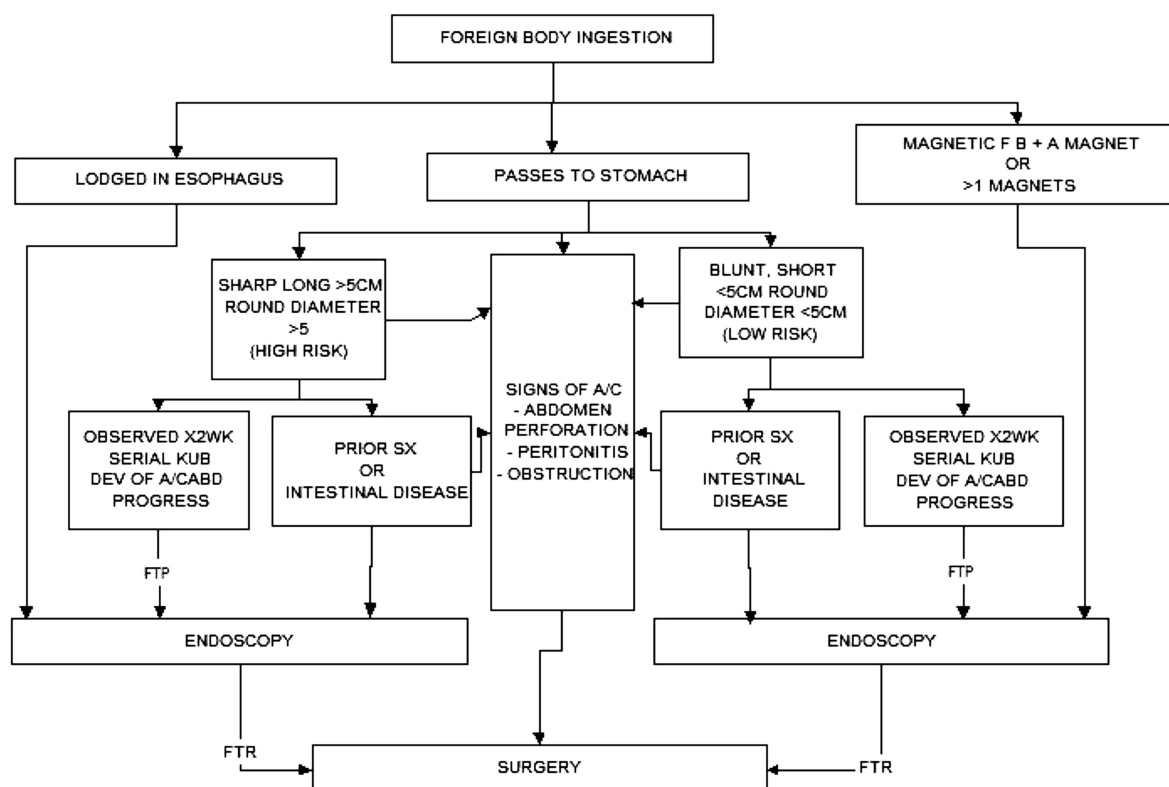 FOREIGN BODY INGESTION
LODGED IN ESOPHAGUS
PASSES TO STOMACH
MAGNETIC F B + A MAGNET
OR
>1 MAGNETS
SHARP LONG >5CM
ROUND DIAMETER
>5
(HIGH RISK)
BLUNT, SHORT
<5CM ROUND
DIAMETER <5CM
(LOW RISK)
SIGNS OF A/C
- ABDOMEN
PERFORATION
- PERITONITIS
- OBSTRUCTION
OBSERVED X2WK
SERIAL KUB
DEV OF A/CABD
PROGRESS
PRIOR SX
OR
INTESTINAL DISEASE
PRIOR SX
OR
INTESTINAL
DISEASE
OBSERVED X2WK
SERIAL KUB
DEV OF A/CABD
PROGRESS
FTP
FTP
ENDOSCOPY
ENDOSCOPY
FTR
FTR
SURGERY